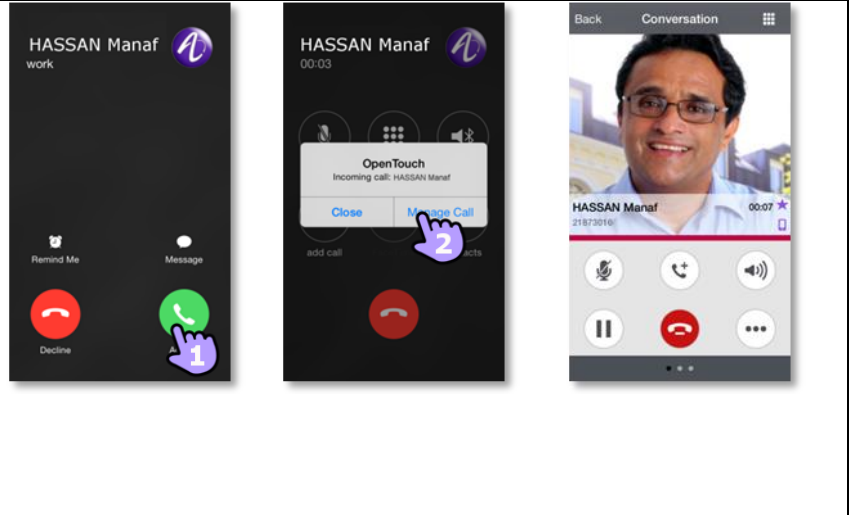 HASSAN Manaf
work
Remind Me
Message
Decline
1
HASSAN Manaf
00:03
OpenTouch
Incoming call: HASSAN Manaf
Close
Manage Call
2
add call
Back
Conversation
HASSAN Manaf
00:07
21873016